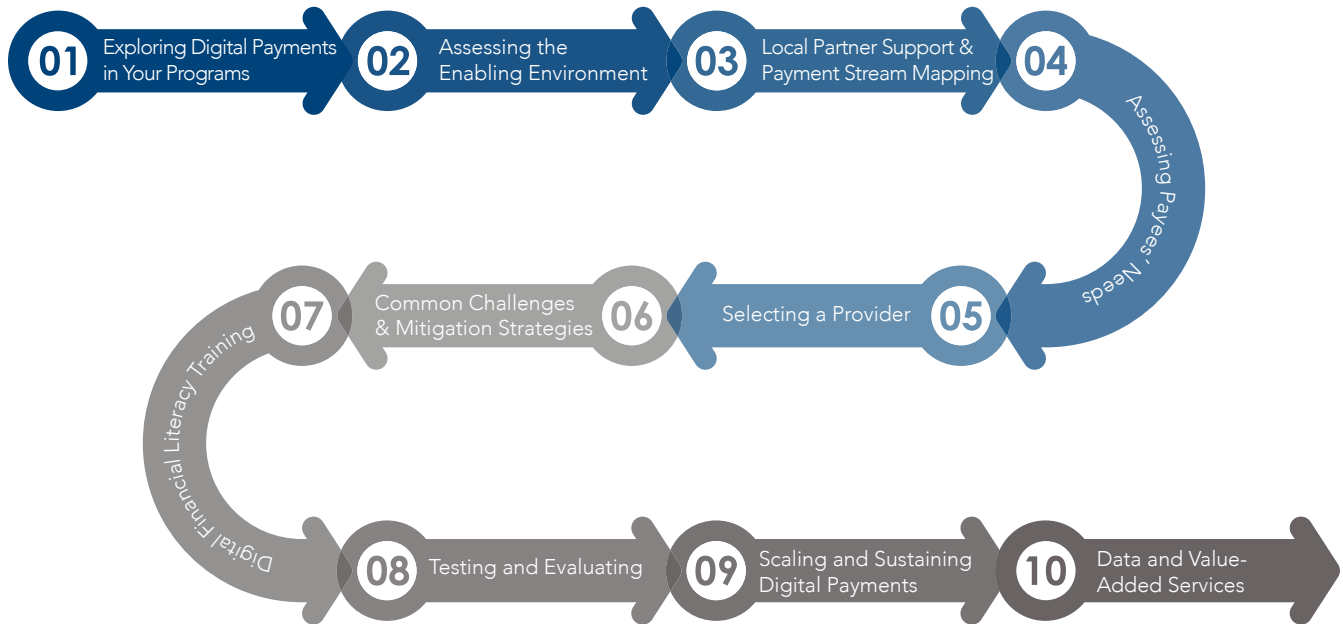 01
Exploring Digital Payments
in Your Programs
02
Assessing the
Enabling Environment
03
Local Partner Support &
Payment Stream Mapping
04
Assessing Payees' Needs
05
Selecting a Provider
06
Common Challenges
& Mitigation Strategies
07
Digital Financial Literacy Training
08
Testing and Evaluating
09
Scaling and Sustaining
Digital Payments
10
Data and Value-
Added Services